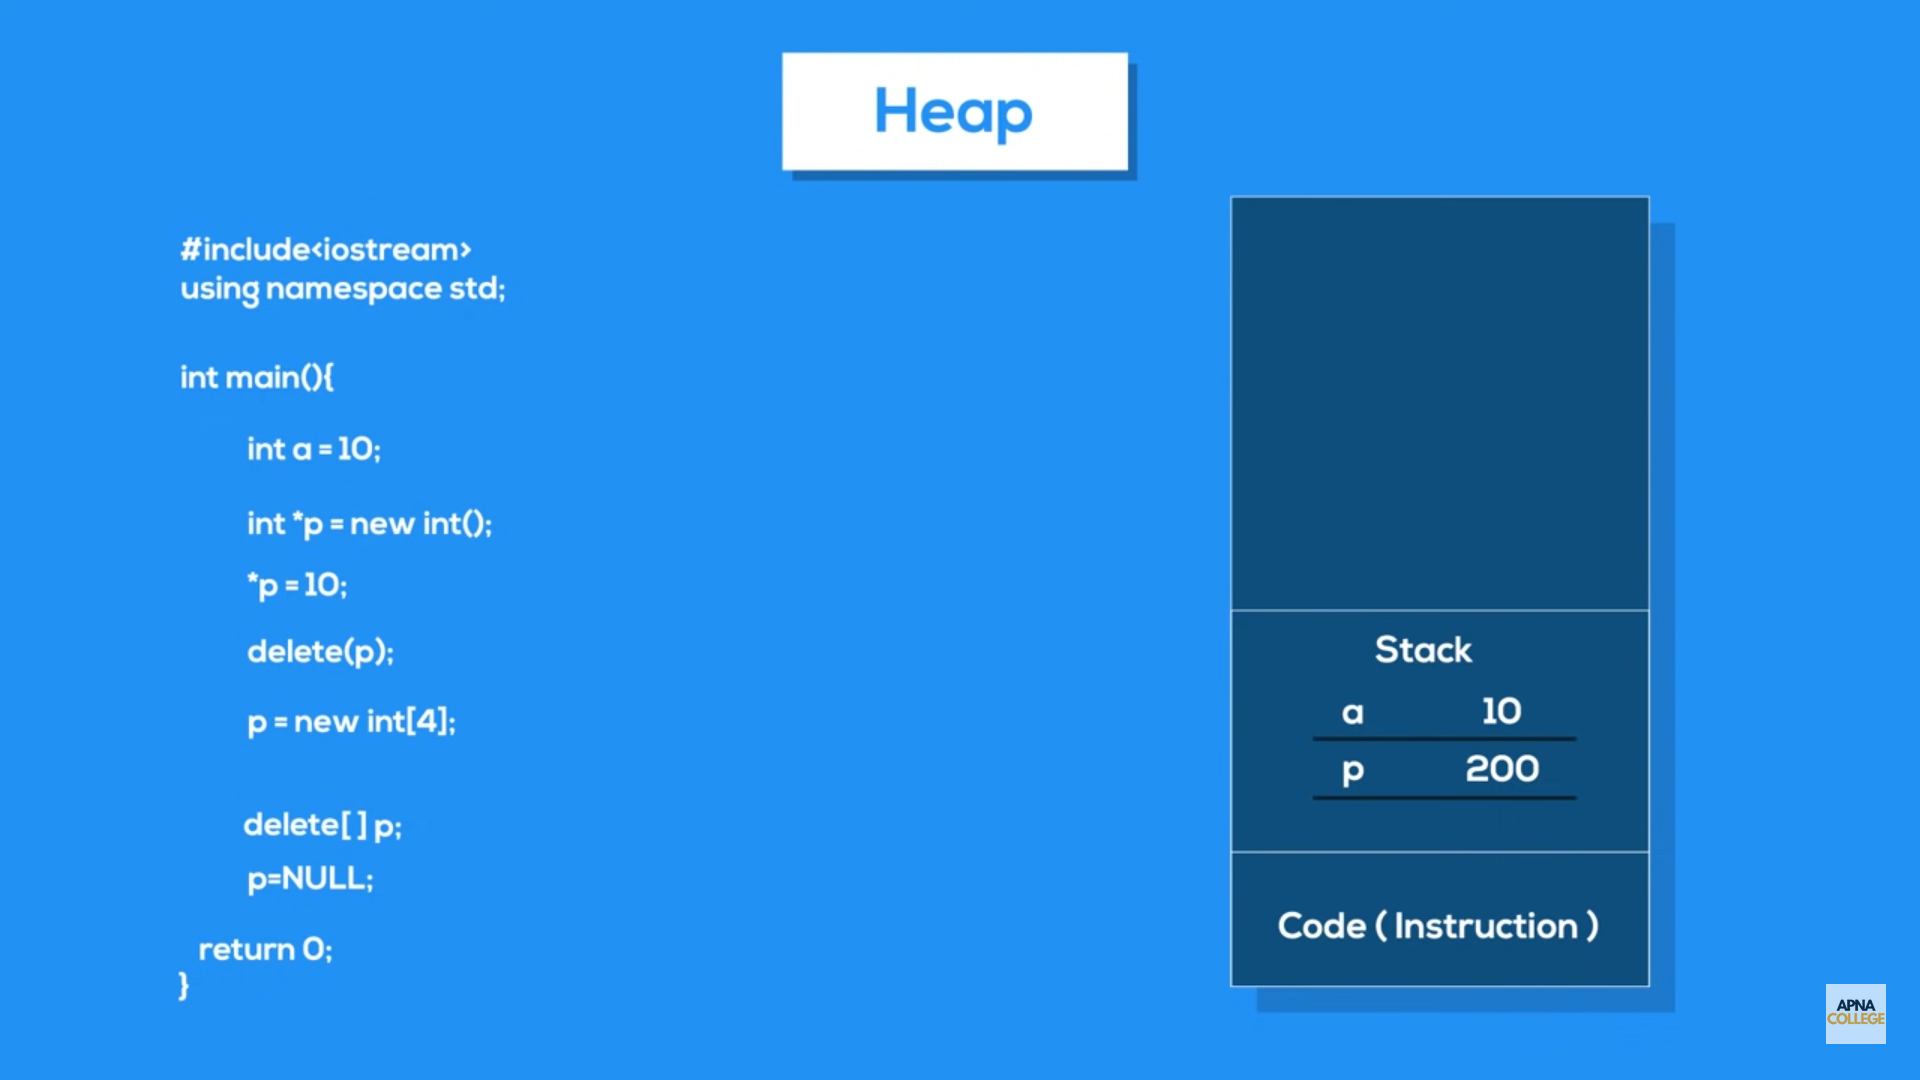 Heap
#include<iostream>
using namespace std;
int main(){
int a = 10;
int *p = new int();
*p = 10;
delete(p);
p = new int[4];
delete[ ] p;
p=NULL;
return 0;
}
Stack
a 10
p 200
Code ( Instruction )
APNA
COLLEGE